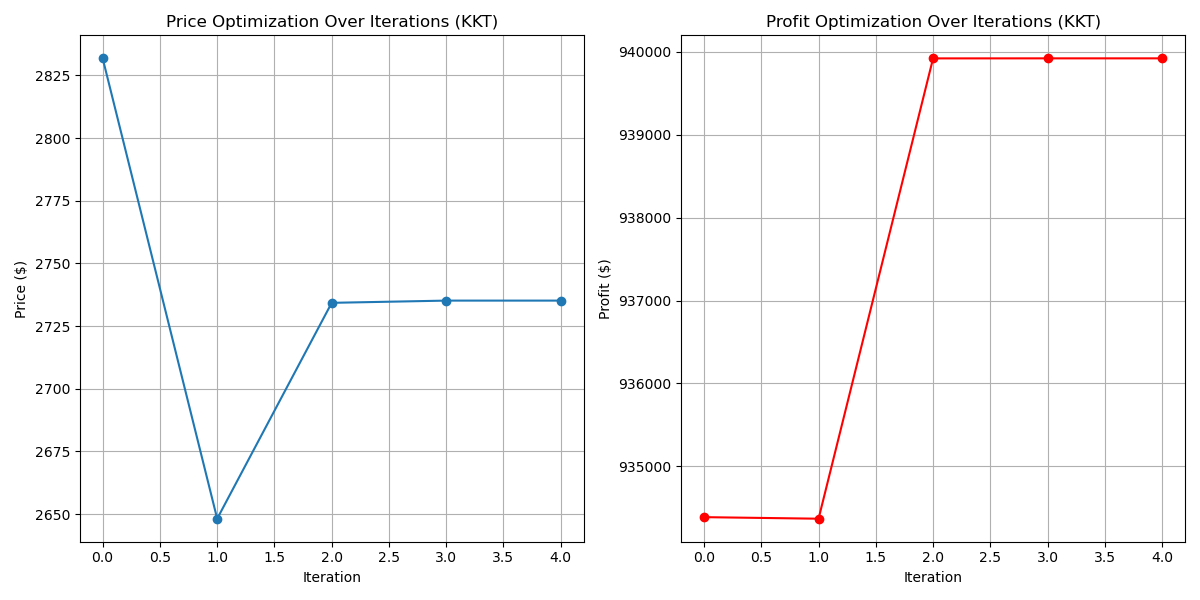 Price Optimization Over Iterations (KKT)
2825
2800
2775
2750
2725
2700
2675
2650
Price ($)
0.0 0.5 1.0 1.5 2.0 2.5 3.0 3.5 4.0
Iteration
Profit Optimization Over Iterations (KKT)
940000
939000
938000
937000
936000
935000
Profit ($)
0.0 0.5 1.0 1.5 2.0 2.5 3.0 3.5 4.0
Iteration